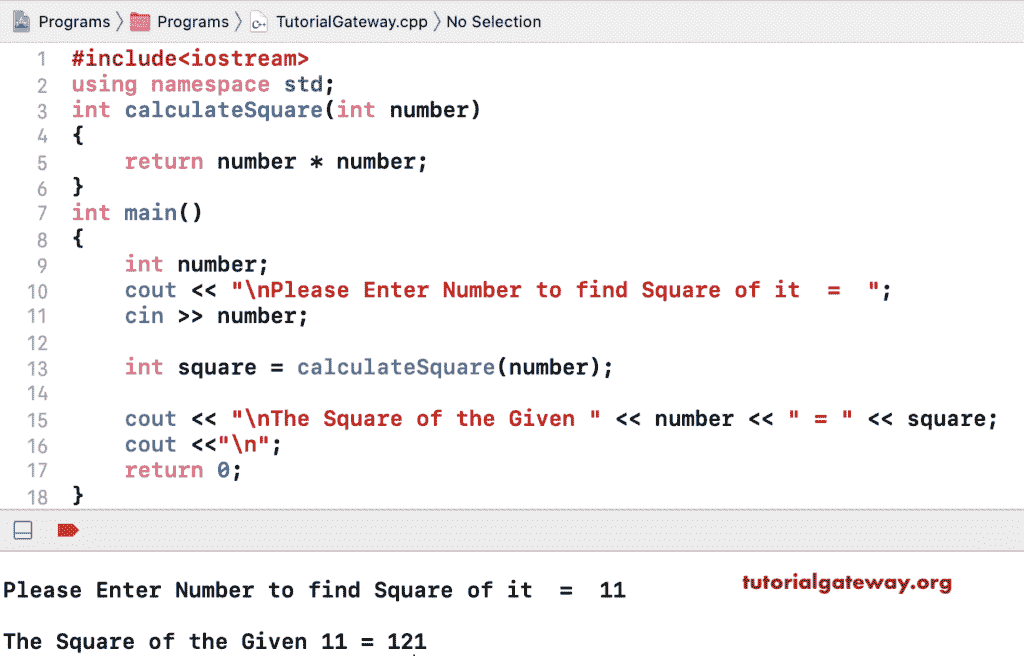 Programs 〉 Programs 〉 TutorialGateway.cpp 〉 No Selection
1 #include<iostream>
2 using namespace std;
3 int calculateSquare(int number)
4 {
5     return number * number;
6 }
7 int main()
8 {
9     int number;
10     cout << "\nPlease Enter Number to find Square of it  =  ";
11     cin >> number;
12
13     int square = calculateSquare(number);
14
15     cout << "\nThe Square of the Given " << number << " = " << square;
16     cout <<"\n";
17     return 0;
18 }
Please Enter Number to find Square of it  =  11
tutorialgateway.org
The Square of the Given 11 = 121